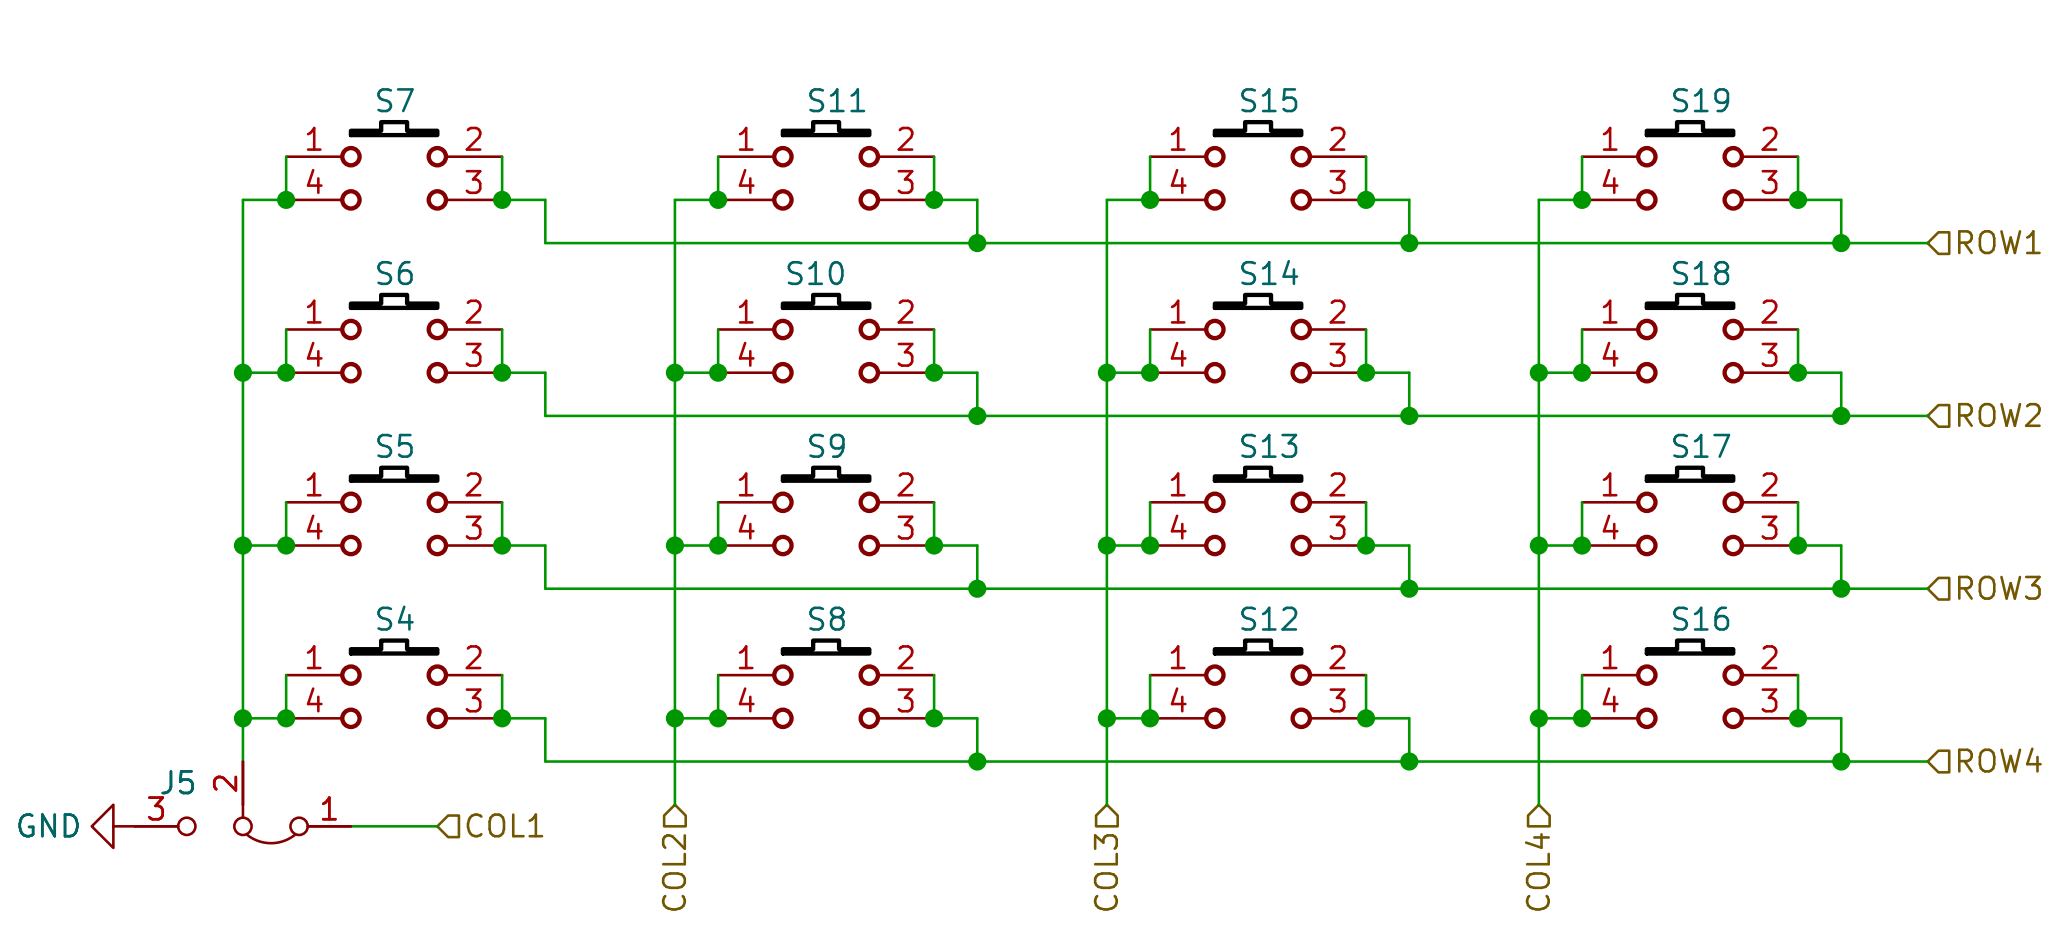 S7 S11 S15 S19
1 2 1 2 1 2 1 2
4 3 4 3 4 3 4 3
ROW1
S6 S10 S14 S18
1 2 1 2 1 2 1 2
4 3 4 3 4 3 4 3
ROW2
S5 S9 S13 S17
1 2 1 2 1 2 1 2
4 3 4 3 4 3 4 3
ROW3
S4 S8 S12 S16
1 2 1 2 1 2 1 2
4 3 4 3 4 3 4 3
ROW4
J5 2
3 1
GND COL1
COL2 COL3 COL4